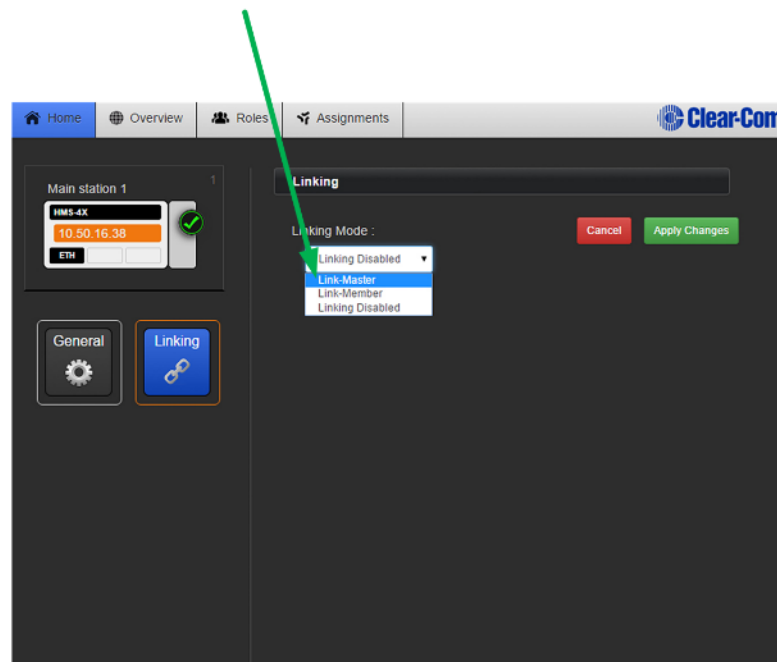 Home Overview Roles Assignments Clear-Com
Main station 1 1
HMS-4X
10.50.16.38
ETH
General Linking
Linking
Linking Mode :
Cancel Apply Changes
Linking Disabled
Link-Master
Link-Member
Linking Disabled